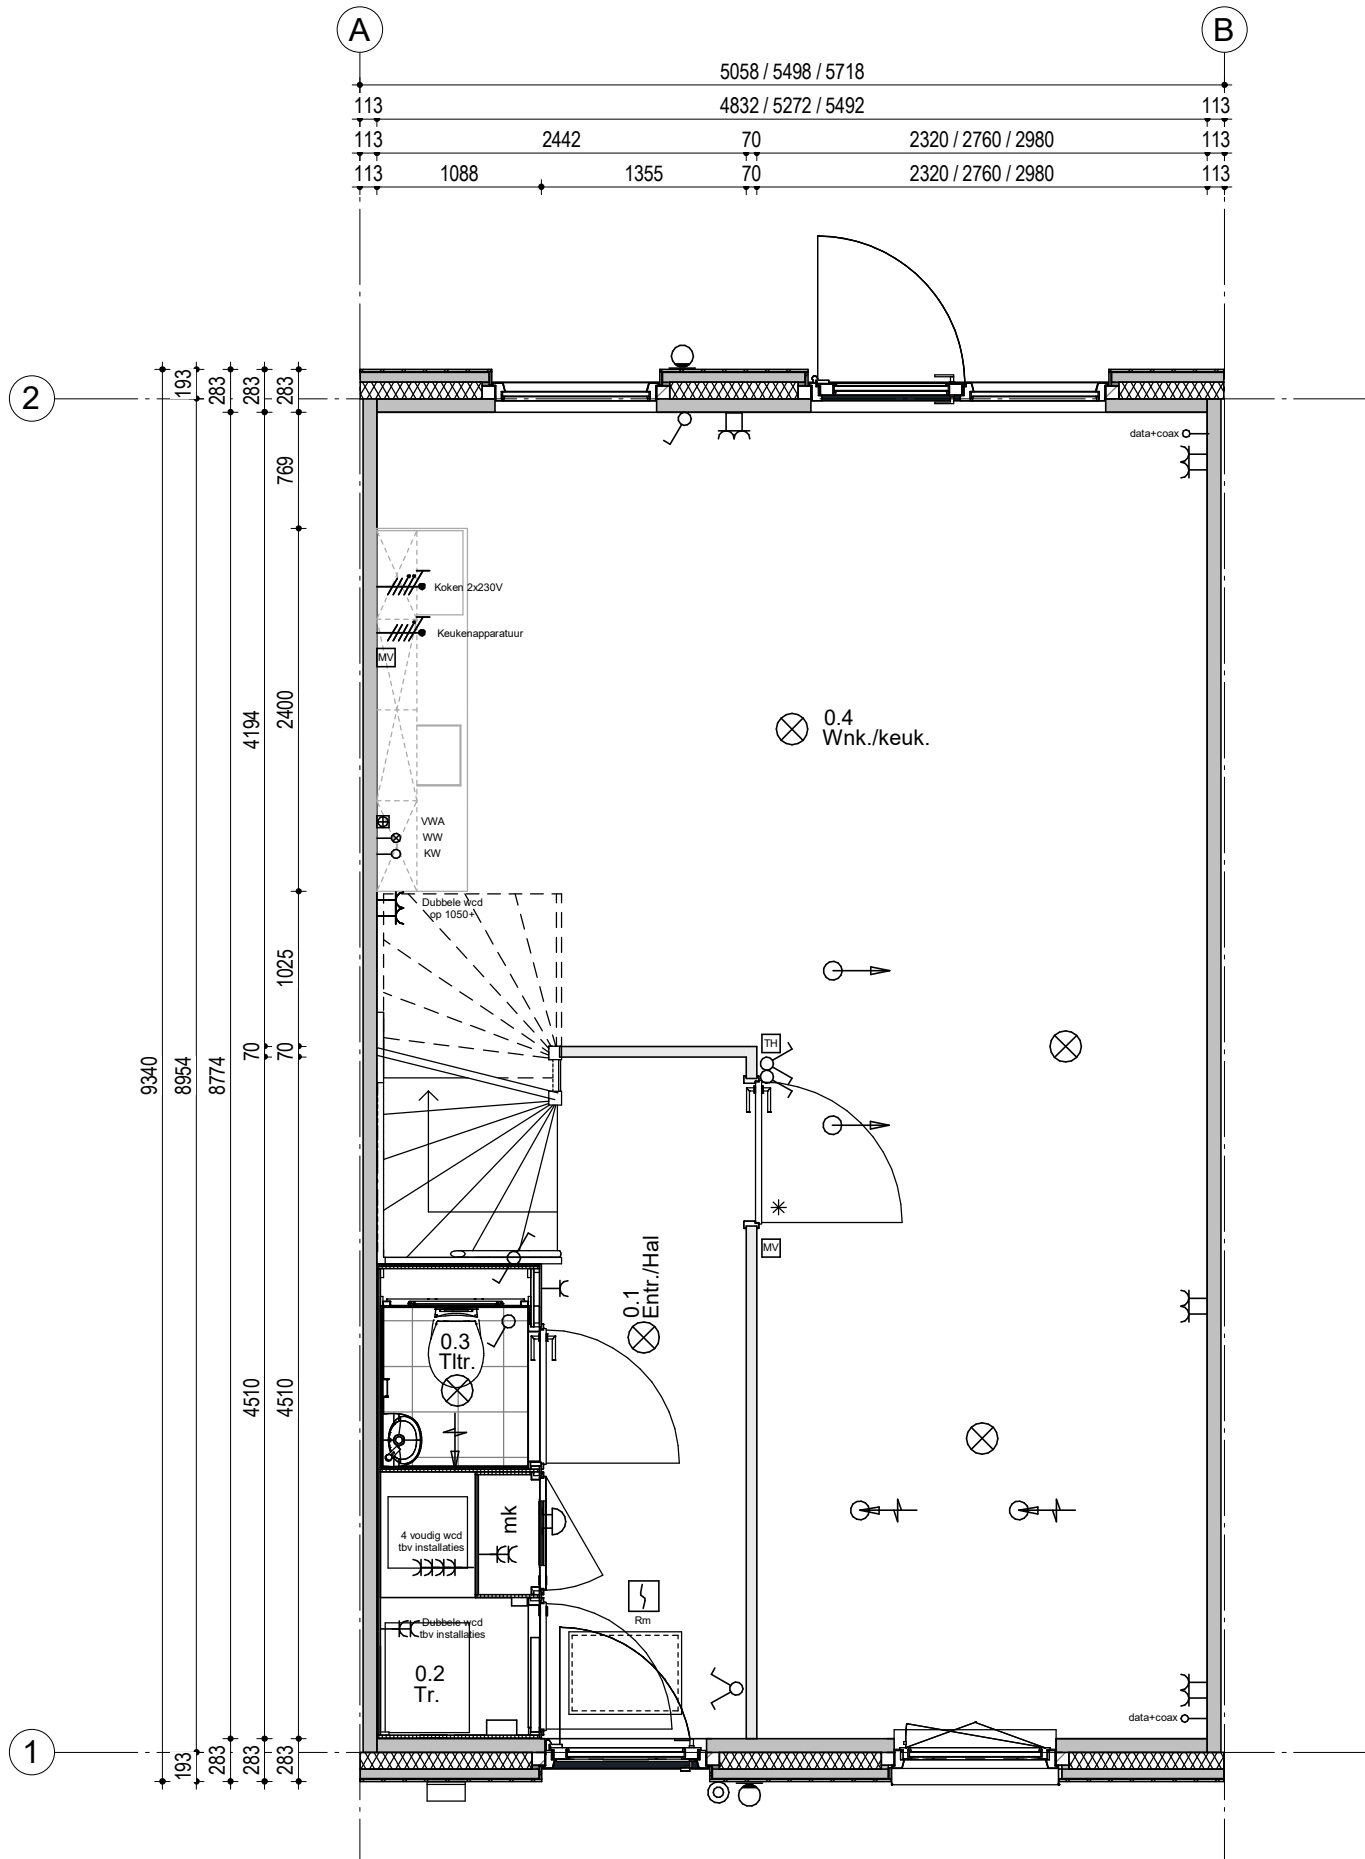 A
B
5058 / 5498 / 5718
113
4832 / 5272 / 5492
113
113
2442
70
2320 / 2760 / 2980
113
113
1088
1355
70
2320 / 2760 / 2980
113
2
193
283
283
283
data+coax
769
Koken 2x230V
Keukenapparatuur
MV
2400
4194
0.4
Wnk./keuk.
VWA
WW
KW
Dubbele wcd
op 1050+
1025
70
70
TH
9340
8954
8774
MV
0.1
Entr./Hal
0.3
Tltr.
4510
4510
mk
4 voudig wcd
tbv installaties
Rm
Dubbele wcd
tbv installaties
0.2
Tr.
data+coax
1
193
283
283
283